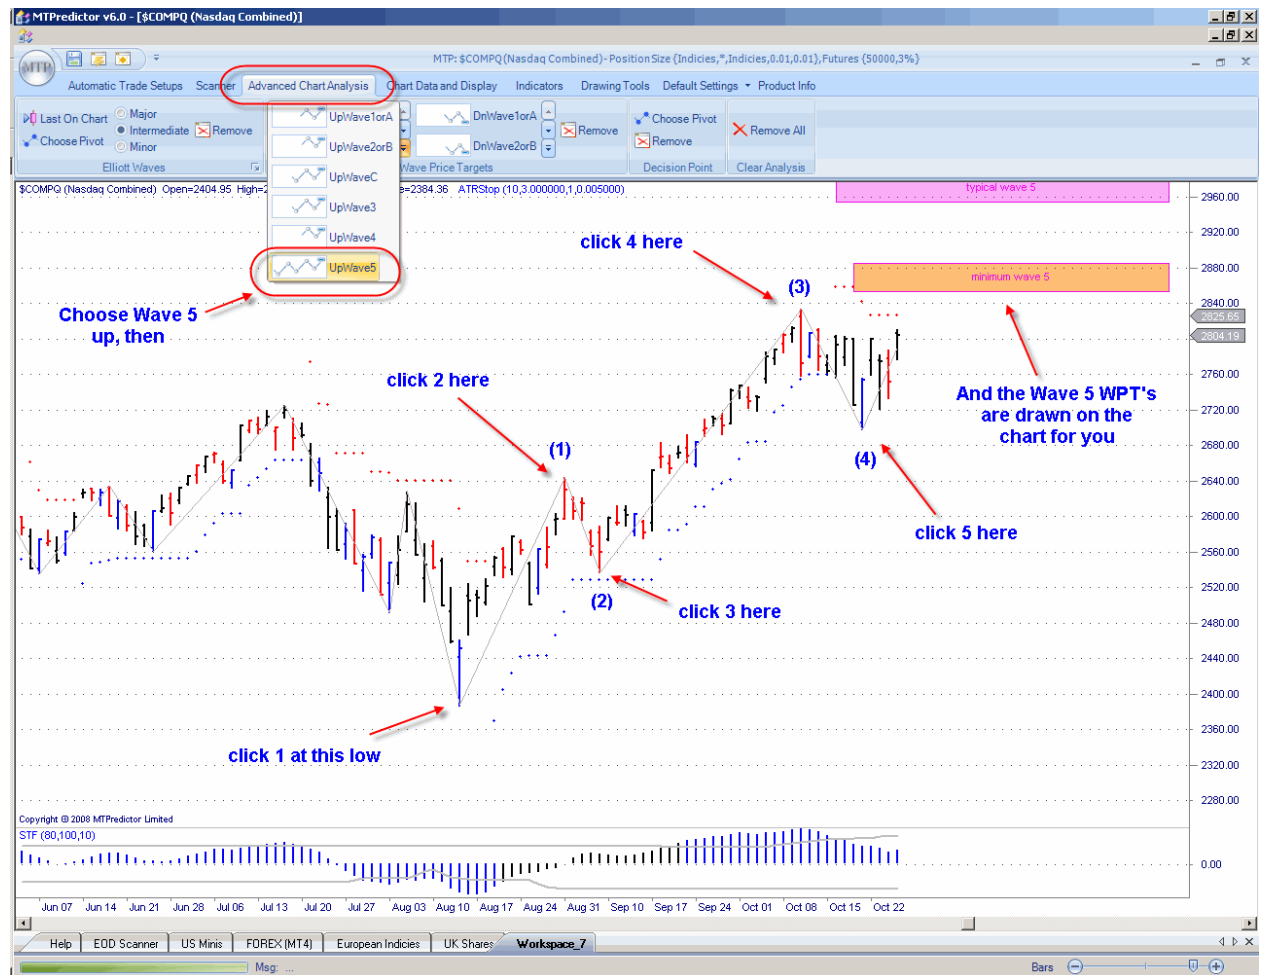 MTPredictor v6.0 - [$COMPQ (Nasdaq Combined)]
MTP: $COMPQ(Nasdaq Combined)- PositionSize {Indicies,*,Indicies,0.01,0.01},Futures {50000,3%}
MTP
Automatic Trade Setups Scanner Advanced Chart Analysis Chart Data and Display Indicators Drawing Tools Default Settings Product Info
Last On Chart
Choose Pivot
Major
Intermediate
Minor
Remove
Elliott Waves
UpWave1orA
UpWave2orB
UpWaveC
UpWave3
UpWave4
UpWave5
DnWave1orA
DnWave2orB
Remove
Wave Price Targets
Choose Pivot
Remove
Decision Point
Remove All
Clear Analysis
$COMPQ (Nasdaq Combined) Open=2404.95 High=2 e=2384.36 ATRStop (10,3.000000,1,0.005000)
typical wave 5
minimum wave 5
click 4 here
(3)
Choose Wave 5
up, then
click 2 here
(1)
And the Wave 5 WPT's
are drawn on the
chart for you
(4)
click 5 here
(2)
click 3 here
click 1 at this low
2960.00
2920.00
2880.00
2840.00
2825.65
2804.19
2760.00
2720.00
2680.00
2640.00
2600.00
2560.00
2520.00
2480.00
2440.00
2400.00
2360.00
2320.00
2280.00
Copyright @ 2008 MTPredictor Limited
STF (80,100,10)
0.00
Jun 07 Jun 14 Jun 21 Jun 28 Jul 06 Jul 13 Jul 20 Jul 27 Aug 03 Aug 10 Aug 17 Aug 24 Aug 31 Sep 10 Sep 17 Sep 24 Oct 01 Oct 08 Oct 15 Oct 22
Help EOD Scanner US Minis FOREX(MT4) European Indicies UK Shares Workspace_7
Msg: ...
Bars